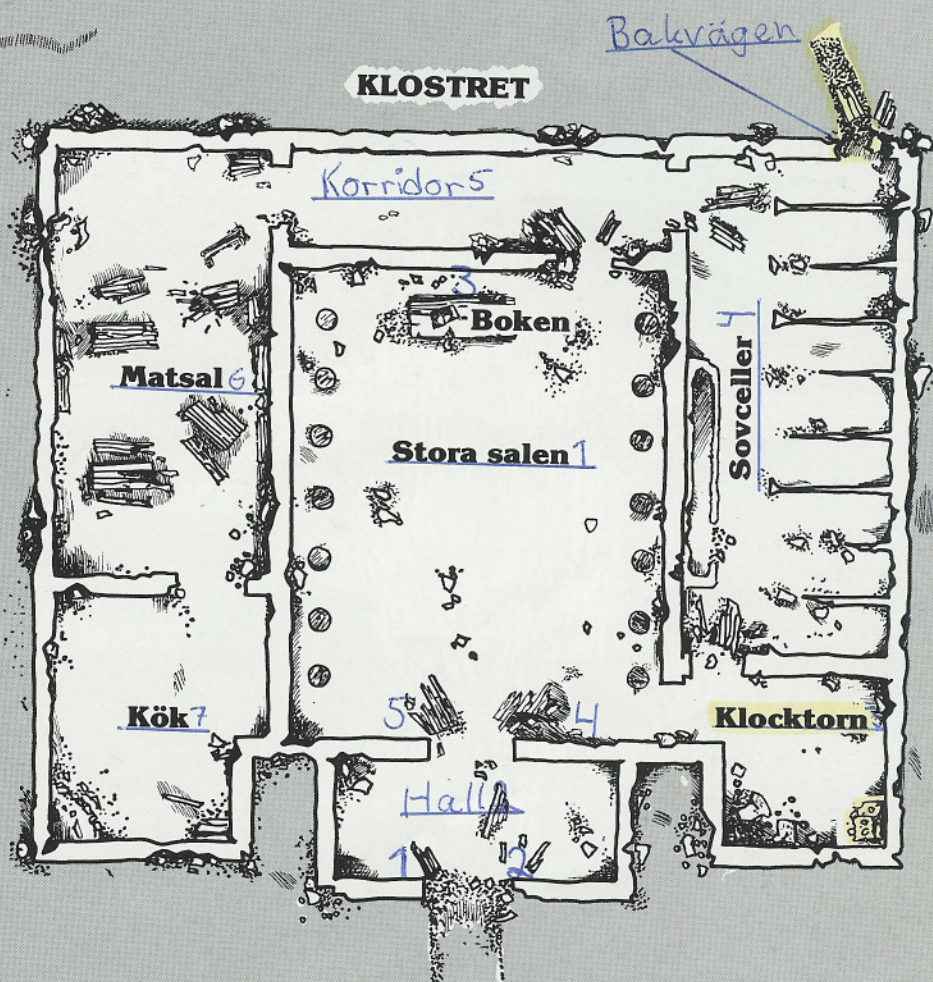 Bakvägen
KLOSTRET
Korridor 5
3
Boken
Matsal 6
Sovceller 4
Stora salen 1
5
4
Kök 7
Klocktorn
Hall
1
2